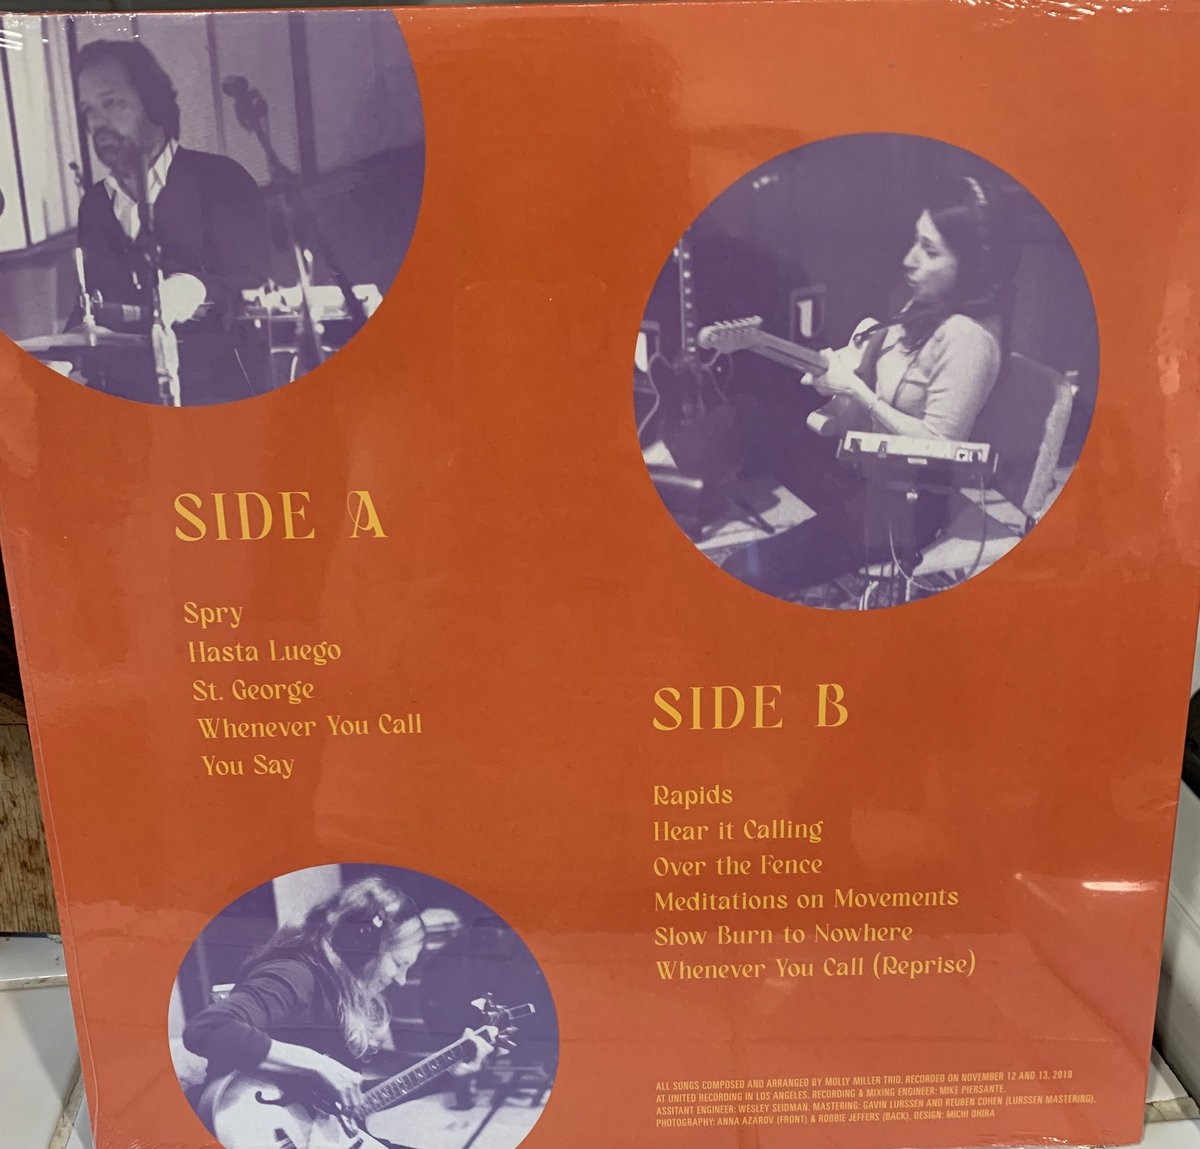 SIDE A
Spry
Hasta Luego
St. George
Whenever You Call
You Say
SIDE B
Rapids
Hear it Calling
Over the Fence
Meditations on Movements
Slow Burn to Nowhere
Whenever You Call (Reprise)
ALL SONGS COMPOSED AND ARRANGED BY MOLLY MILLER TRIO. RECORDED ON NOVEMBER 12 AND 13, 2019
AT UNITED RECORDING IN LOS ANGELES. RECORDING & MIXING ENGINEER: MIKE PIERSANTE.
ASSITANT ENGINEER: WESLEY SEIDMAN. MASTERING: GAVIN LURSSEN AND REUBEN COHEN (LURSSEN MASTERING).
PHOTOGRAPHY: ANNA AZAROV (FRONT) & ROBBIE JEFFERS (BACK). DESIGN: MICHI OHIRA